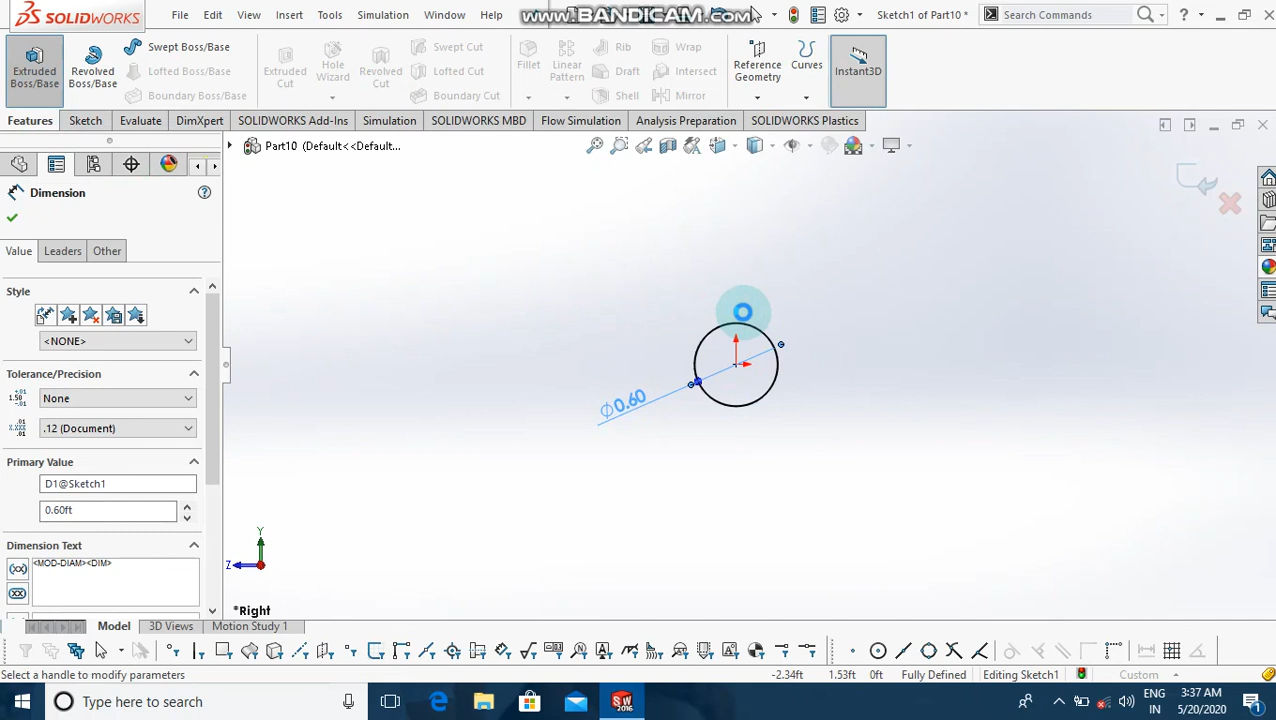 SOLIDWORKS File Edit View Insert Tools Simulation Window Help www.BANDICAM.com Sketch1 of Part10 * Search Commands ?
Extruded Boss/Base
Revolved Boss/Base
Swept Boss/Base
Lofted Boss/Base
Boundary Boss/Base
Extruded Cut
Hole Wizard
Revolved Cut
Swept Cut
Lofted Cut
Boundary Cut
Fillet
Linear Pattern
Rib
Draft
Shell
Wrap
Intersect
Mirror
Reference Geometry
Curves
Instant3D
Features Sketch Evaluate DimXpert SOLIDWORKS Add-Ins Simulation SOLIDWORKS MBD Flow Simulation Analysis Preparation SOLIDWORKS Plastics
Part10 (Default<<Default...
Dimension ?
Value Leaders Other
Style
<NONE>
Tolerance/Precision
None
.12 (Document)
Primary Value
D1@Sketch1
0.60ft
Dimension Text
<MOD-DIAM><DIM>
∅0.60
Y
Z
*Right
Model 3D Views Motion Study 1
Select a handle to modify parameters -2.34ft 1.53ft 0ft Fully Defined Editing Sketch1 Custom
Type here to search
SW 2016
ENG
IN
3:37 AM
5/20/2020
1